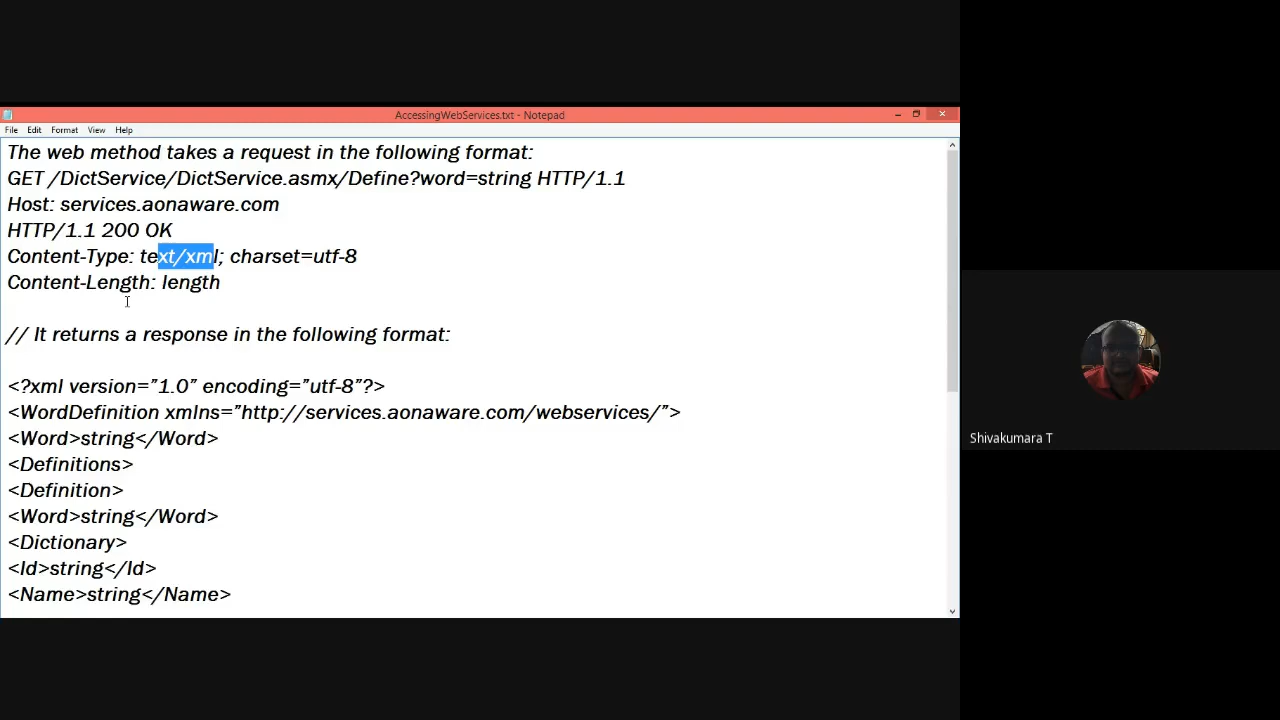 AccessingWebServices.txt - Notepad
File Edit Format View Help
The web method takes a request in the following format:
GET /DictService/DictService.asmx/Define?word=string HTTP/1.1
Host: services.aonaware.com
HTTP/1.1 200 OK
Content-Type: text/xml; charset=utf-8
Content-Length: length
// It returns a response in the following format:
<?xml version=”1.0” encoding=”utf-8”?>
<WordDefinition xmlns=”http://services.aonaware.com/webservices/”>
<Word>string</Word>
<Definitions>
<Definition>
<Word>string</Word>
<Dictionary>
<Id>string</Id>
<Name>string</Name>
Shivakumara T